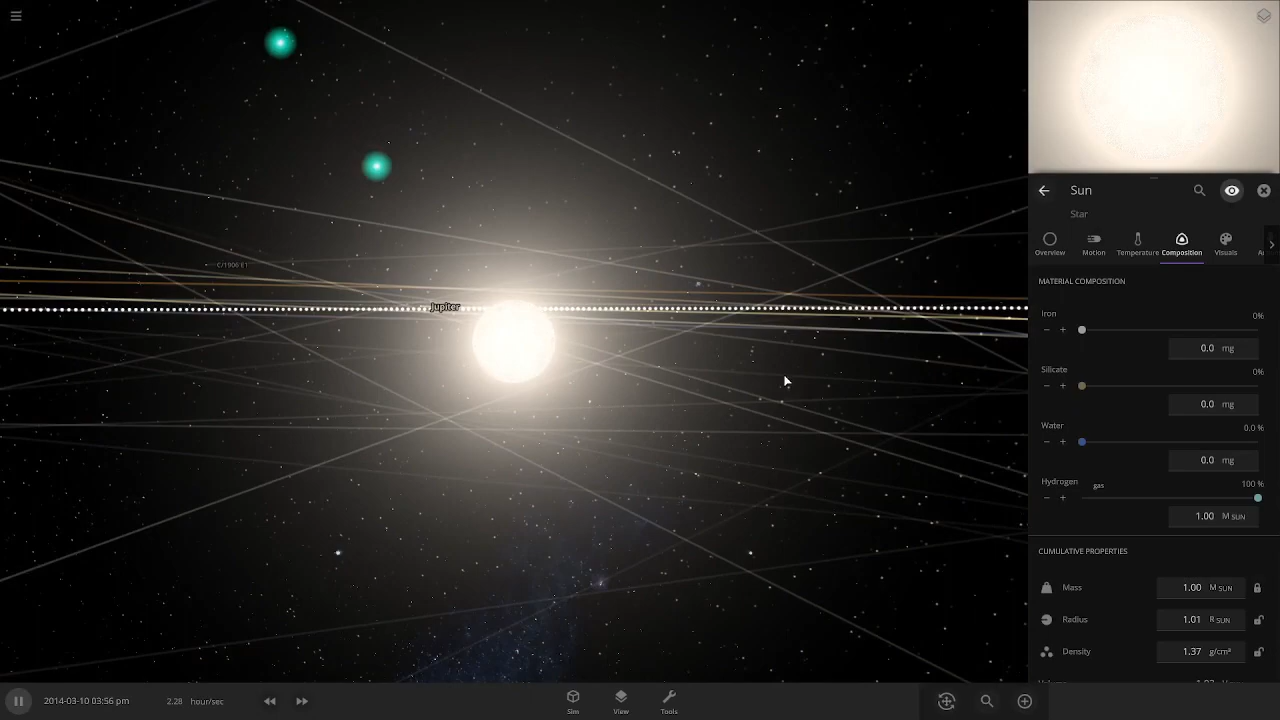 Sun
Star
Overview
Motion
Temperature
Composition
Visuals
MATERIAL COMPOSITION
Iron
0%
0.0 mg
Silicate
0%
0.0 mg
Water
0.0 %
0.0 mg
Hydrogen gas
100 %
1.00 M SUN
CUMULATIVE PROPERTIES
Mass 1.00 M SUN
Radius 1.01 R SUN
Density 1.37 g/cm³
C/1906 E1
Jupiter
2014-03-10 03:56 pm 2.28 hour/sec
Sim View Tools